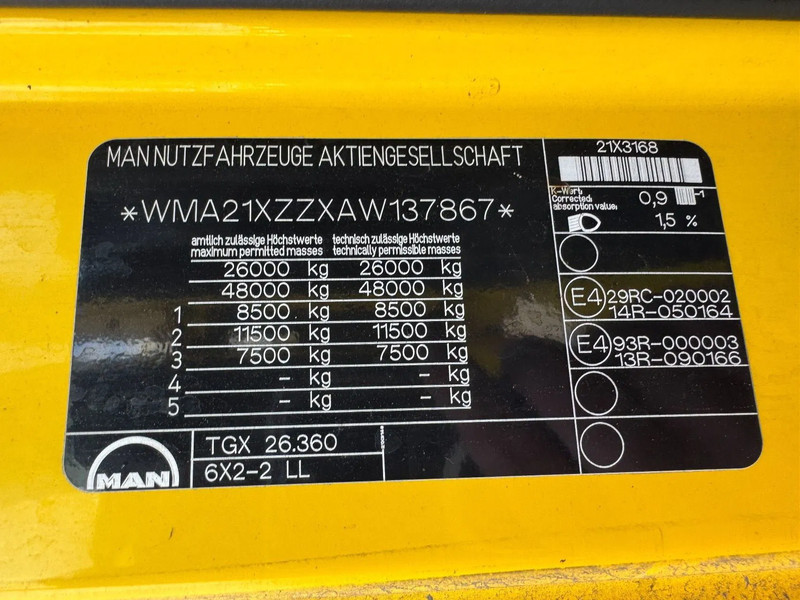 MAN NUTZFAHRZEUGE AKTIENGESELLSCHAFT
*WMA21XZZXAW137867*
amtlich zulässige Höchstwerte technisch zulässige Höchstwerte
maximum permitted masses technically permissible masses
26000 kg 26000 kg
48000 kg 48000 kg
1 8500 kg 8500 kg
2 11500 kg 11500 kg
3 7500 kg 7500 kg
4 – kg – kg
5 – kg – kg
MAN
TGX 26.360
6X2-2 LL
21X3168
K-Wert:
Corrected
absorption value:
0,9
1,5 %
E4 29RC-020002
14R-050164
E4 93R-000003
13R-090166